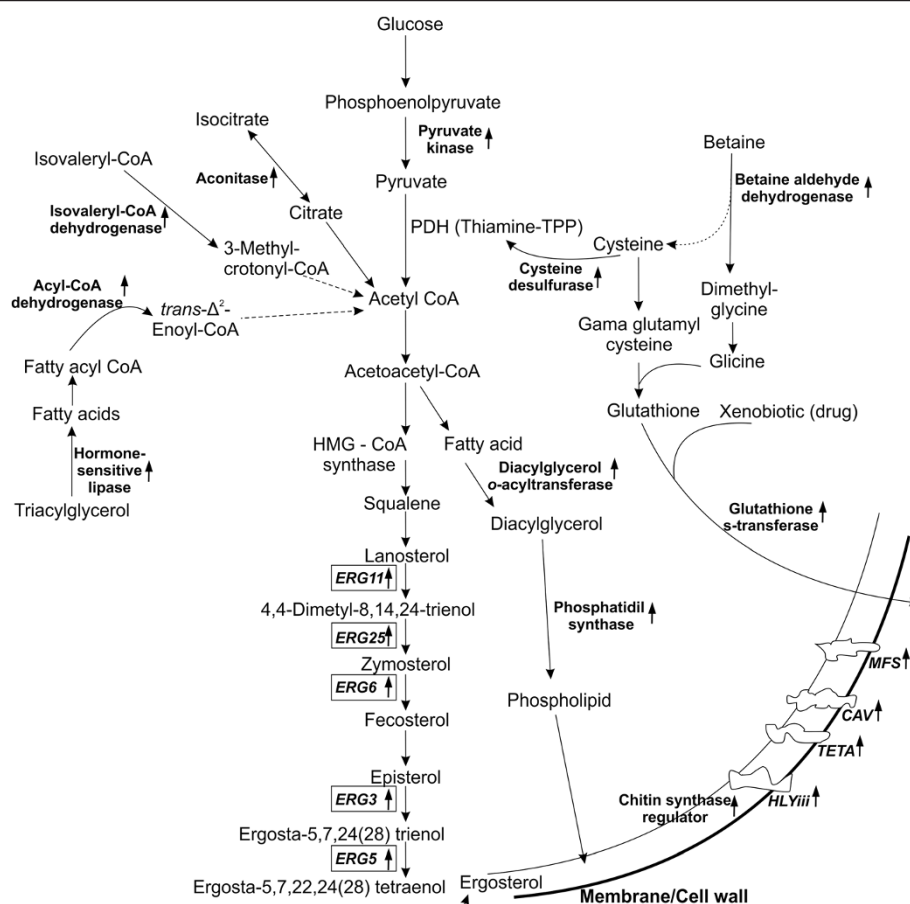 Glucose
Phosphoenolpyruvate
Pyruvate
kinase
Pyruvate
PDH (Thiamine-TPP)
Isocitrate
Aconitase
Citrate
Isovaleryl-CoA
Isovaleryl-CoA
dehydrogenase
3-Methyl-
crotonyl-CoA
Acyl-CoA
dehydrogenase
trans-Δ²-
Enoyl-CoA
Fatty acyl CoA
Fatty acids
Hormone-
sensitive
lipase
Triacylglycerol
Acetyl CoA
Acetoacetyl-CoA
HMG - CoA
synthase
Squalene
Lanosterol
ERG11
4,4-Dimetyl-8,14,24-trienol
ERG25
Zymosterol
ERG6
Fecosterol
Episterol
ERG3
Ergosta-5,7,24(28) trienol
ERG5
Ergosta-5,7,22,24(28) tetraenol
Ergosterol
Fatty acid
Diacylglycerol
o-acyltransferase
Diacylglycerol
Phosphatidil
synthase
Phospholipid
Betaine
Betaine aldehyde
dehydrogenase
Cysteine
Cysteine
desulfurase
Dimethyl-
glycine
Gama glutamyl
cysteine
Glicine
Glutathione
Xenobiotic (drug)
Glutathione
s-transferase
MFS
CAV
TETA
HLYiii
Chitin synthase
regulator
Membrane/Cell wall